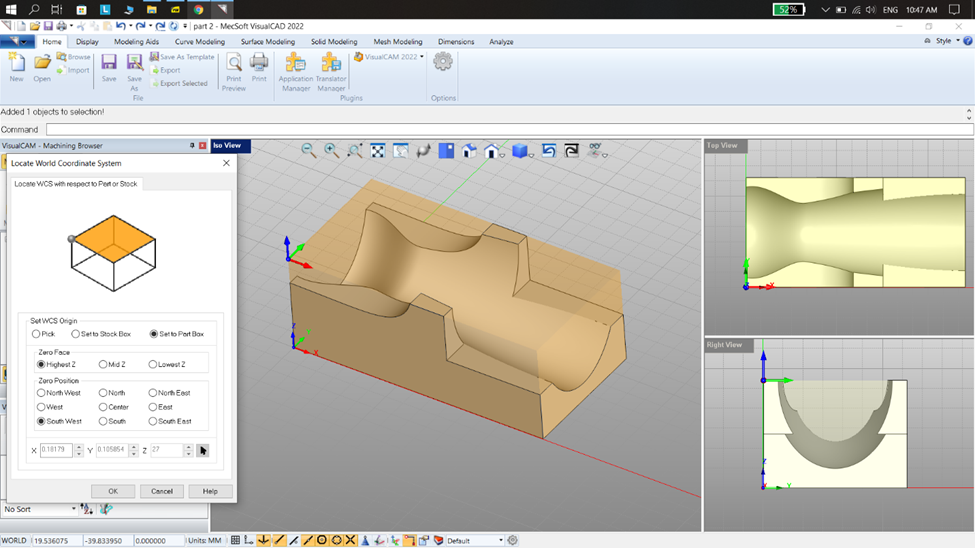 52%
ENG
10:47 AM
part 2 - MecSoft VisualCAD 2022
Home Display Modeling Aids Curve Modeling Surface Modeling Solid Modeling Mesh Modeling Dimensions Analyze
Style
New
Open
Browse
Import
Save
Save As
Save As Template
Export
Export Selected
File
Print Preview
Print
Application Manager
Translator Manager
VisualCAM 2022
Plugins
Options
Added 1 objects to selection!
Command
VisualCAM - Machining Browser
Locate World Coordinate System
Locate WCS with respect to Part or Stock
Set WCS Origin
Pick Set to Stock Box Set to Part Box
Zero Face
Highest Z Mid Z Lowest Z
Zero Position
North West North North East
West Center East
South West South South East
X 0.18179 Y 0.105854 Z 27
OK Cancel Help
No Sort
Iso View
Z
X
Top View
X
Right View
Z
Y
WORLD 19.536075 -39.833950 0.000000 Units: MM Default